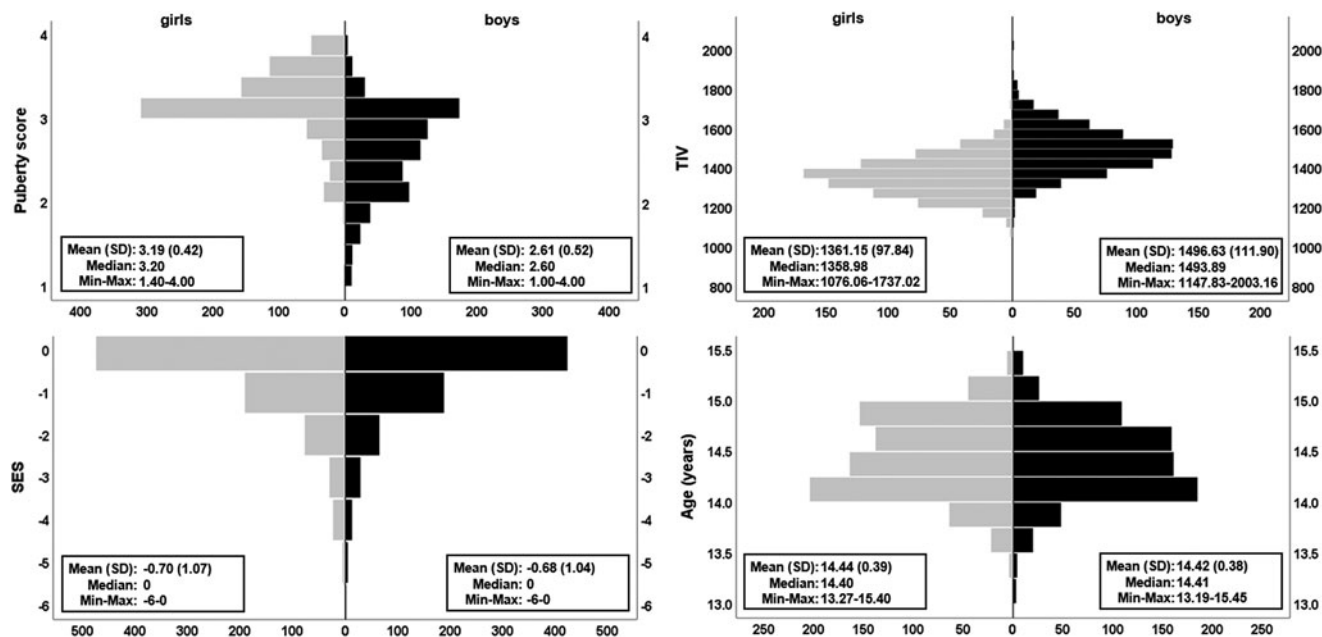 girls
boys
4
3
2
1
Puberty score
4
3
2
1
Mean (SD): 3.19 (0.42)
Median: 3.20
Min-Max: 1.40-4.00
Mean (SD): 2.61 (0.52)
Median: 2.60
Min-Max: 1.00-4.00
400 300 200 100 0 100 200 300 400
girls
boys
2000
1800
1600
1400
1200
1000
800
TIV
2000
1800
1600
1400
1200
1000
800
Mean (SD): 1361.15 (97.84)
Median: 1358.98
Min-Max: 1076.06-1737.02
Mean (SD): 1496.63 (111.90)
Median: 1493.89
Min-Max: 1147.83-2003.16
200 150 100 50 0 50 100 150 200
0
-1
-2
-3
-4
-5
-6
SES
0
-1
-2
-3
-4
-5
-6
Mean (SD): -0.70 (1.07)
Median: 0
Min-Max: -6-0
Mean (SD): -0.68 (1.04)
Median: 0
Min-Max: -6-0
500 400 300 200 100 0 100 200 300 400 500
15.5
15.0
14.5
14.0
13.5
13.0
Age (years)
15.5
15.0
14.5
14.0
13.5
13.0
Mean (SD): 14.44 (0.39)
Median: 14.40
Min-Max: 13.27-15.40
Mean (SD): 14.42 (0.38)
Median: 14.41
Min-Max: 13.19-15.45
250 200 150 100 50 0 50 100 150 200 250